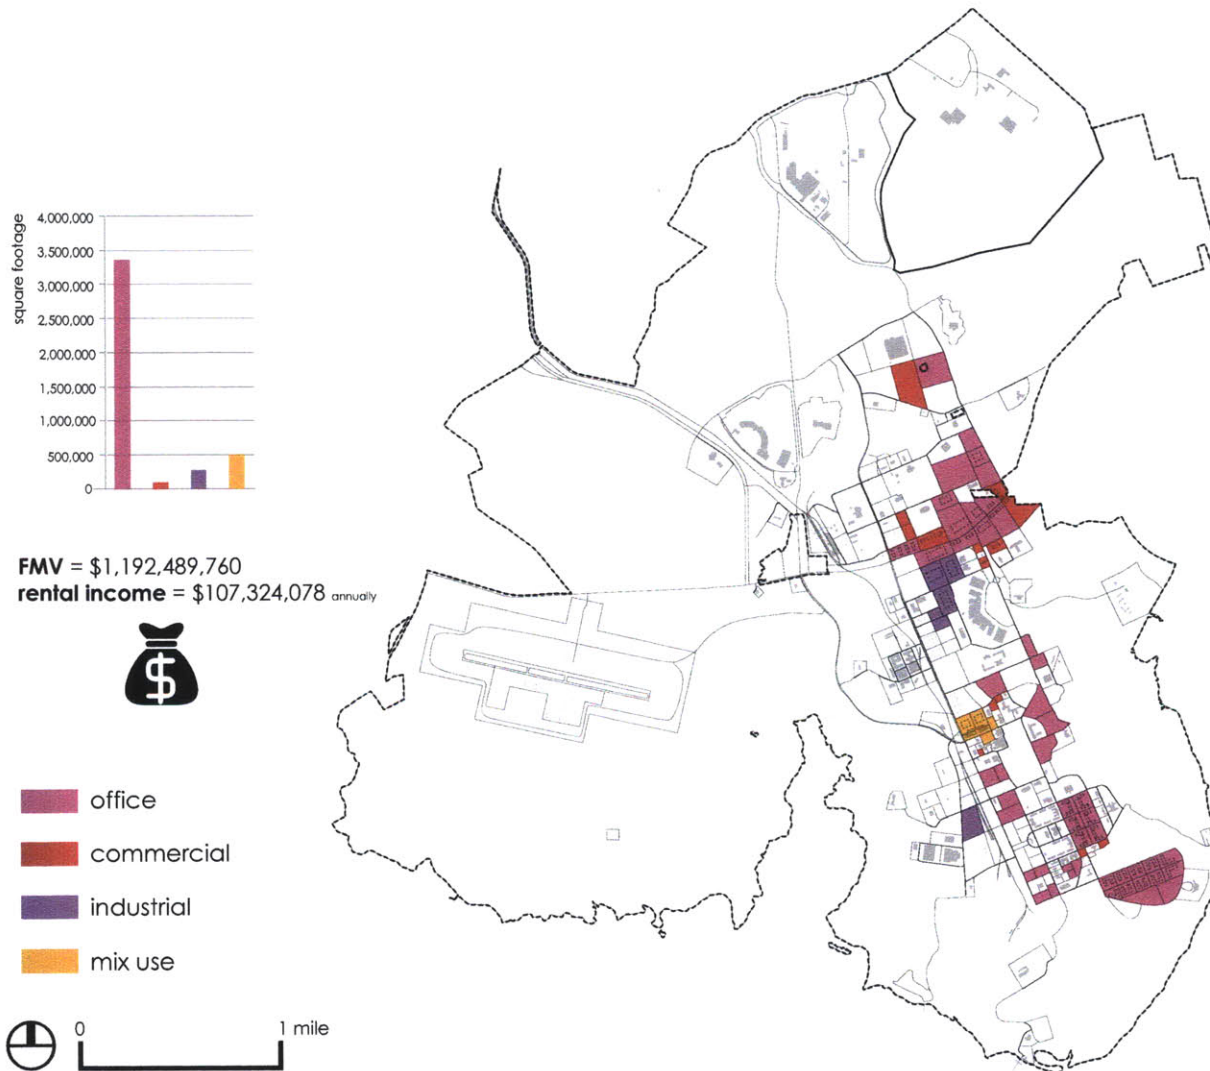 square footage
4,000,000
3,500,000
3,000,000
2,500,000
2,000,000
1,500,000
1,000,000
500,000
0
FMV = $1,192,489,760
rental income = $107,324,078 annually
$
office
commercial
industrial
mix use
0 1 mile